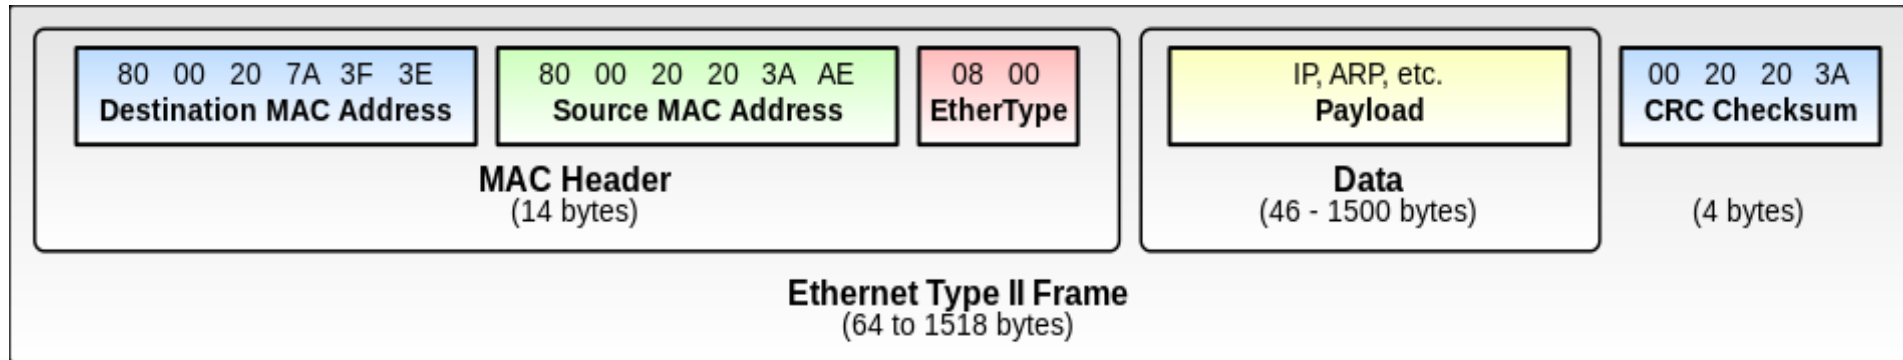 80 00 20 7A 3F 3E
Destination MAC Address
80 00 20 20 3A AE
Source MAC Address
08 00
EtherType
MAC Header
(14 bytes)
IP, ARP, etc.
Payload
Data
(46 - 1500 bytes)
00 20 20 3A
CRC Checksum
(4 bytes)
Ethernet Type II Frame
(64 to 1518 bytes)